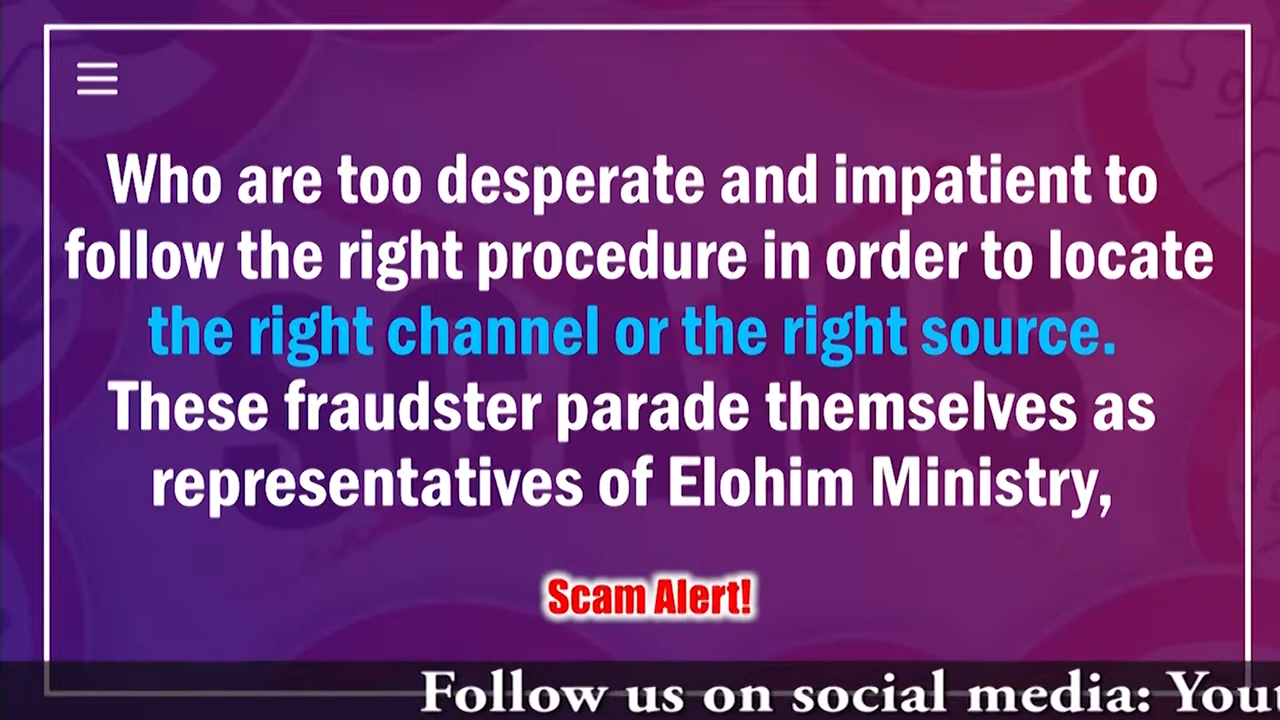 Who are too desperate and impatient to
follow the right procedure in order to locate
the right channel or the right source.
These fraudster parade themselves as
representatives of Elohim Ministry,
Scam Alert!
Follow us on social media: